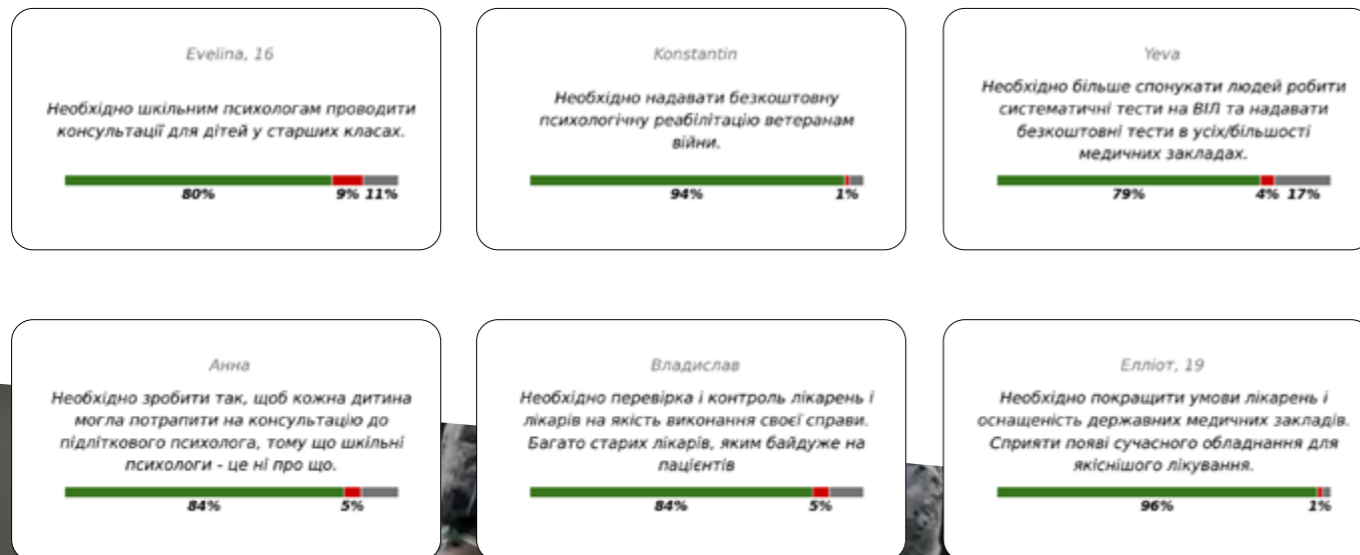 Evelina, 16
Необхідно шкільним психологам проводити
консультації для дітей у старших класах.
80%
9% 11%
Konstantin
Необхідно надавати безкоштовну
психологічну реабілітацію ветеранам
війни.
94%
1%
Yeva
Необхідно більше спонукати людей робити
систематичні тести на ВІЛ та надавати
безкоштовні тести в усіх/більшості
медичних закладах.
79%
4% 17%
Анна
Необхідно зробити так, щоб кожна дитина
могла потрапити на консультацію до
підліткового психолога, тому що шкільні
психологи - це ні про що.
84%
5%
Владислав
Необхідно перевірка і контроль лікарень і
лікарів на якість виконання своєї справи.
Багато старих лікарів, яким байдуже на
пацієнтів
84%
5%
Елліот, 19
Необхідно покращити умови лікарень і
оснащеність державних медичних закладів.
Сприяти появі сучасного обладнання для
якіснішого лікування.
96%
1%